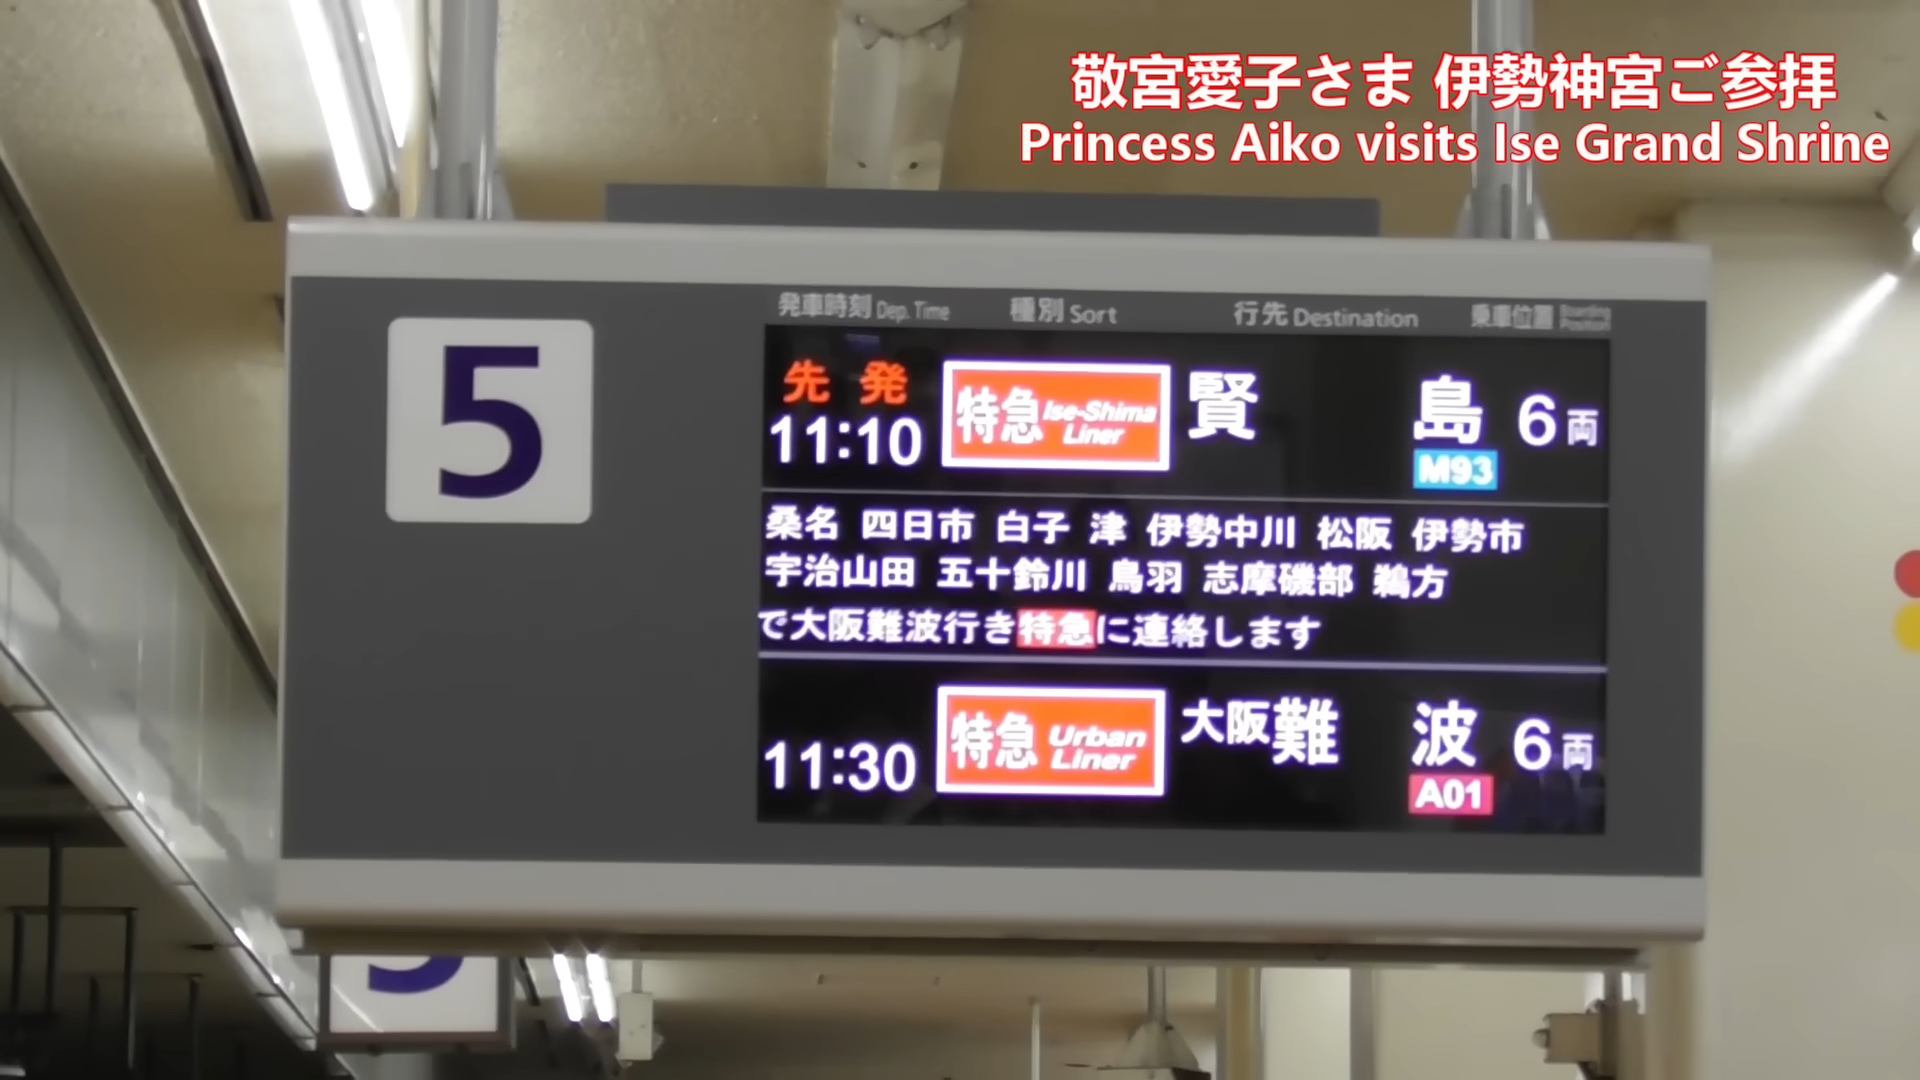 敬宮愛子さま 伊勢神宮ご参拝
Princess Aiko visits Ise Grand Shrine
5
発車時刻 Dep. Time 種別 Sort 行先 Destination 乗車位置 Boarding Position
先発
11:10 特急 Ise-Shima Liner 賢島 6両
M93
桑名 四日市 白子 津 伊勢中川 松阪 伊勢市
宇治山田 五十鈴川 鳥羽 志摩磯部 鵜方
で大阪難波行き特急に連絡します
11:30 特急 Urban Liner 大阪難波 6両
A01
5